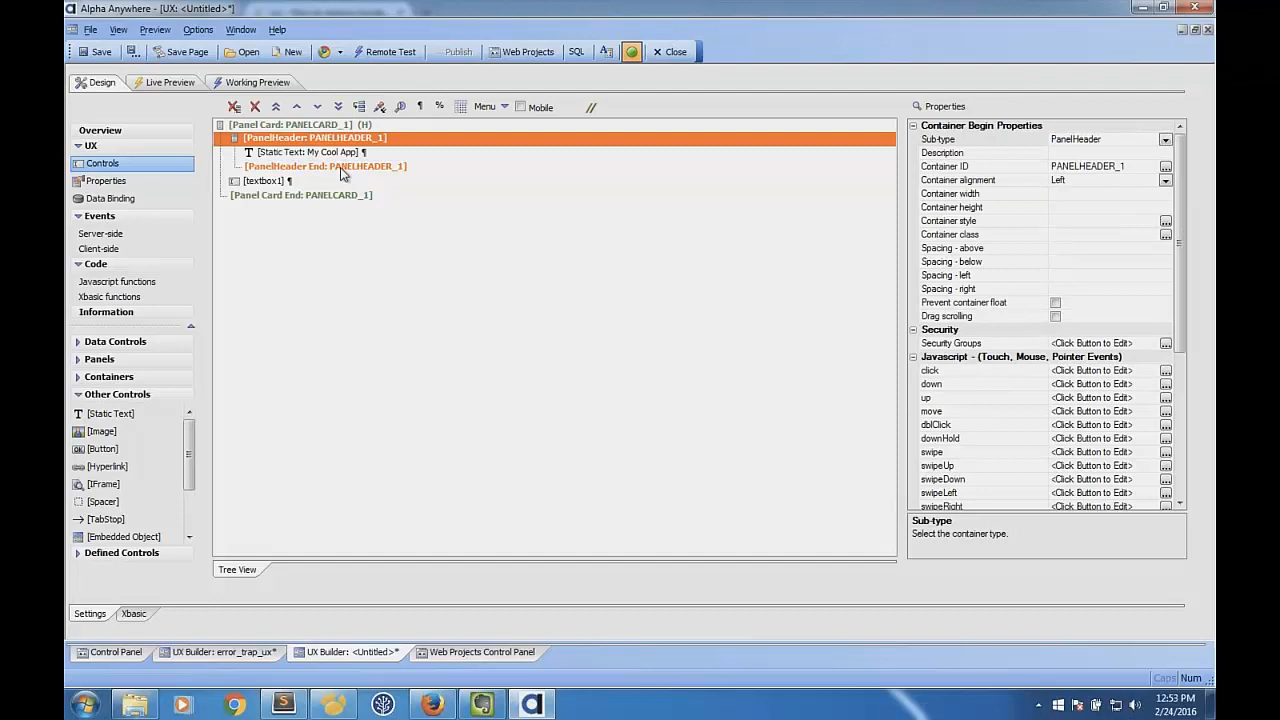 Alpha Anywhere - [UX: <Untitled>*]
File View Preview Options Window Help
Save Save Page Open New Remote Test Publish Web Projects SQL Close
Design Live Preview Working Preview
Menu Mobile
Overview
UX
Controls
Properties
Data Binding
Events
Server-side
Client-side
Code
Javascript functions
Xbasic functions
Information
Data Controls
Panels
Containers
Other Controls
[Static Text]
[Image]
[Button]
[Hyperlink]
[IFrame]
[Spacer]
[TabStop]
[Embedded Object]
Defined Controls
[Panel Card: PANELCARD_1] (H)
[PanelHeader: PANELHEADER_1]
[Static Text: My Cool App] ¶
[PanelHeader End: PANELHEADER_1]
[textbox1] ¶
[Panel Card End: PANELCARD_1]
Tree View
Properties
Container Begin Properties
Sub-type PanelHeader
Description
Container ID PANELHEADER_1
Container alignment Left
Container width
Container height
Container style
Container class
Spacing - above
Spacing - below
Spacing - left
Spacing - right
Prevent container float
Drag scrolling
Security
Security Groups <Click Button to Edit>
Javascript - (Touch, Mouse, Pointer Events)
click <Click Button to Edit>
down <Click Button to Edit>
up <Click Button to Edit>
move <Click Button to Edit>
dblClick <Click Button to Edit>
downHold <Click Button to Edit>
swipe <Click Button to Edit>
swipeUp <Click Button to Edit>
swipeDown <Click Button to Edit>
swipeLeft <Click Button to Edit>
swipeRight <Click Button to Edit>
Sub-type
Select the container type.
Settings Xbasic
Control Panel UX Builder: error_trap_ux* UX Builder: <Untitled>* Web Projects Control Panel
Caps Num
12:53 PM
2/24/2016